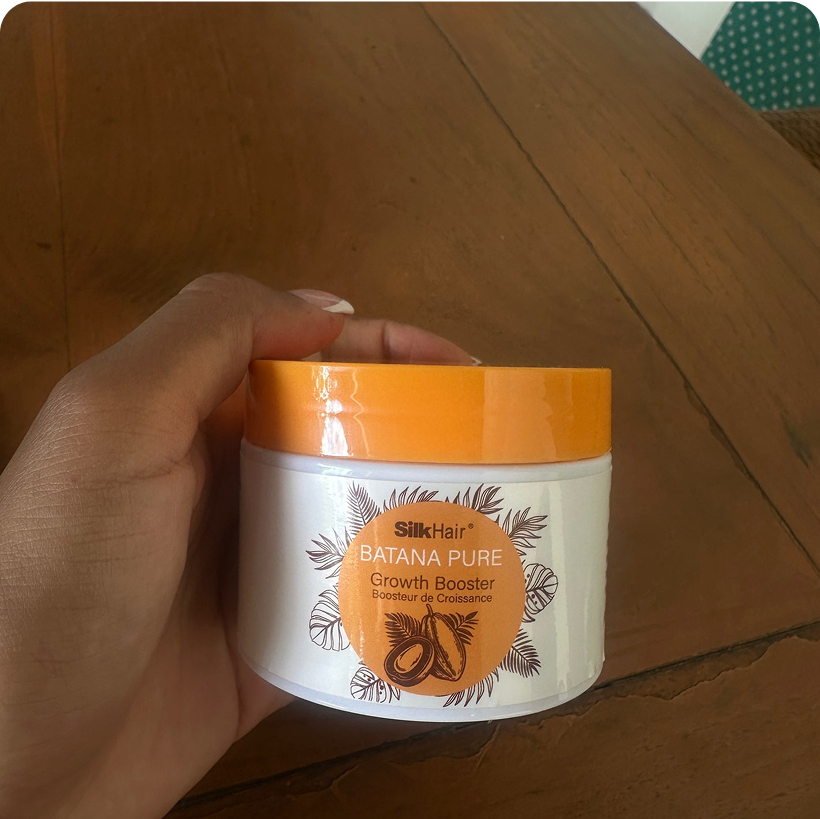 SilkHair®
BATANA PURE
Growth Booster
Boosteur de Croissance